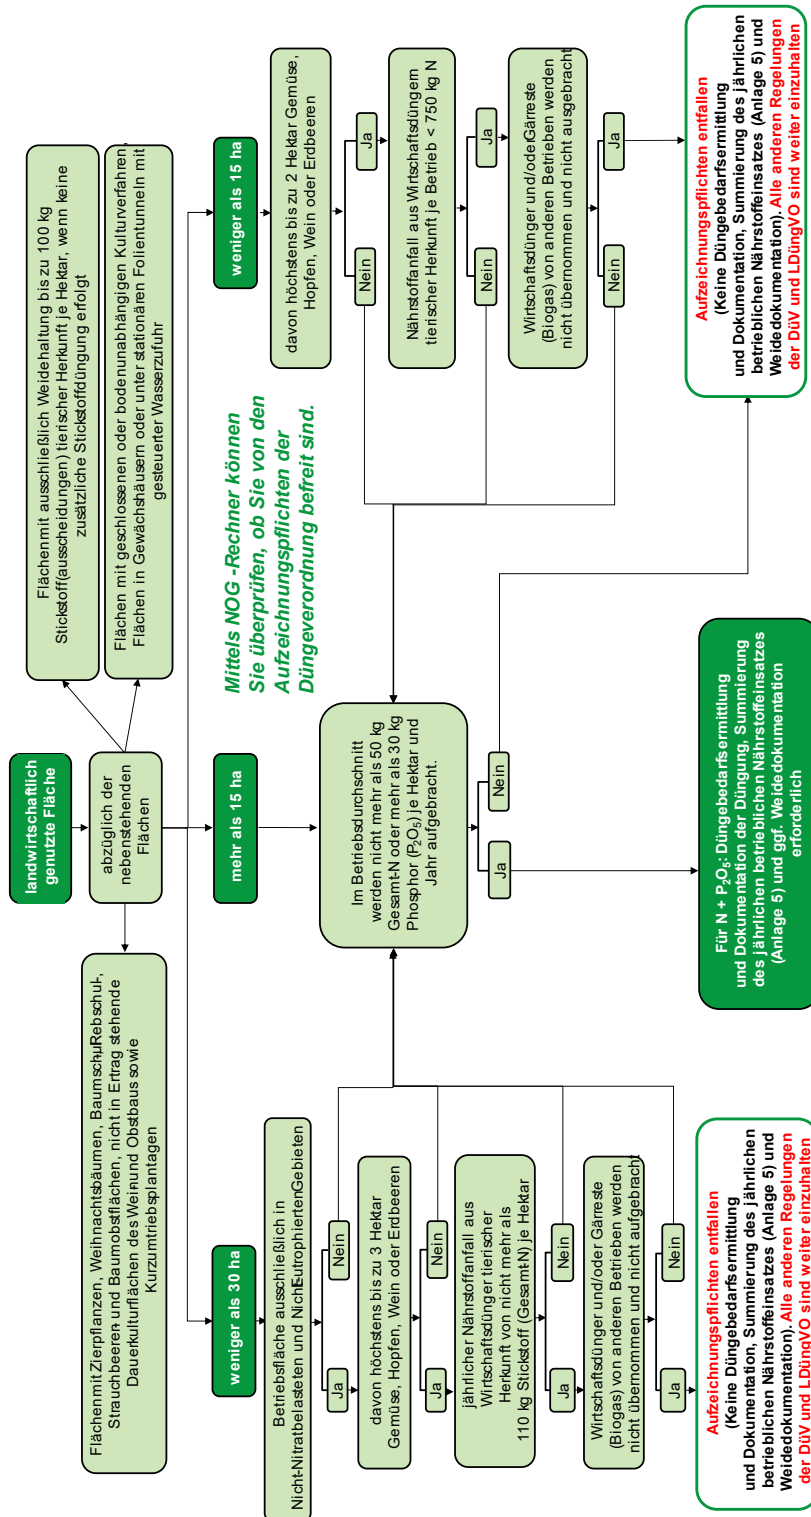 landwirtschaftlich
genutzte Fläche
abzüglich der
nebenstehenden
Flächen
Flächenmit Zierpflanzen, Weihnachtsbäumen, Baumschul-, Rebschul-,
Strauchbeeren- und Baumobstflächen, nicht in Ertrag stehende
Dauerkulturflächen des Wein- und Obstbaus sowie
Kurzumtriebsplantagen
Flächenmit ausschließlich Weidehaltung bis zu 100 kg
Stickstoff(ausscheidungen) tierischer Herkunft je Hektar, wenn keine
zusätzliche Stickstoffdüngung erfolgt
Flächen mit geschlossenen oder bodenunabhängigen Kulturverfahren,
Flächen in Gewächshäusern oder unter stationären Folientunneln mit
gesteuerter Wasserzufuhr
weniger als 30 ha
mehr als 15 ha
weniger als 15 ha
Mittels NOG -Rechner können
Sie überprüfen, ob Sie von den
Aufzeichnungspflichten der
Düngeverordnung befreit sind.
Betriebsfläche ausschließlich in
Nicht-Nitratbelasteten und Nicht-EutrophiertenGebieten
Ja
Nein
davon höchstens bis zu 3 Hektar
Gemüse, Hopfen, Wein oder Erdbeeren
Ja
Nein
jährlicher Nährstoffanfall aus
Wirtschaftsdünger tierischer
Herkunft von nicht mehr als
110 kg Stickstoff (Gesamt-N) je Hektar
Ja
Nein
Wirtschaftsdünger und/oder Gärreste
(Biogas) von anderen Betrieben werden
nicht übernommen und nicht aufgebracht
Ja
Nein
Aufzeichnungspflichten entfallen
(Keine Düngebedarfsermittlung
und Dokumentation, Summierung des jährlichen
betrieblichen Nährstoffeinsatzes (Anlage 5) und
Weidedokumentation). Alle anderen Regelungen
der DüV und LDüngVO sind weiter einzuhalten
Im Betriebsdurchschnitt
werden nicht mehr als 50 kg
Gesamt-N oder mehr als 30 kg
Phosphor (P₂O₅) je Hektar und
Jahr aufgebracht.
Ja
Nein
Für N + P₂O₅: Düngebedarfsermittlung
und Dokumentation der Düngung, Summierung
des jährlichen betrieblichen Nährstoffeinsatzes
(Anlage 5) und ggf. Weidedokumentation
erforderlich
davon höchstens bis zu 2 Hektar Gemüse,
Hopfen, Wein oder Erdbeeren
Nein
Ja
Nährstoffanfall aus Wirtschaftsdüngern
tierischer Herkunft je Betrieb < 750 kg N
Nein
Ja
Wirtschaftsdünger und/oderGärreste
(Biogas) von anderen Betrieben werden
nicht übernommen und nicht ausgebracht
Nein
Ja
Aufzeichnungspflichten entfallen
(Keine Düngebedarfsermittlung
und Dokumentation, Summierung des jährlichen
betrieblichen Nährstoffeinsatzes (Anlage 5) und
Weidedokumentation). Alle anderen Regelungen
der DüV und LDüngVO sind weiter einzuhalten